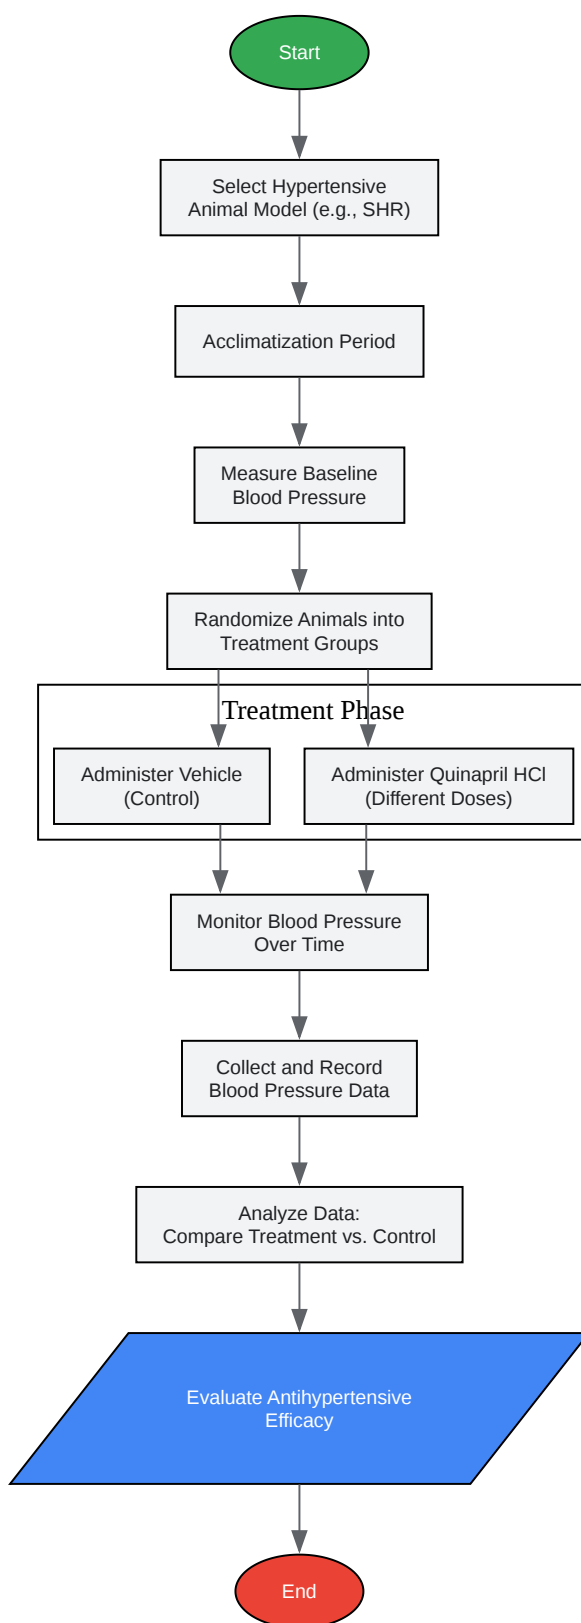 Start
Select Hypertensive
Animal Model (e.g., SHR)
Acclimatization Period
Measure Baseline
Blood Pressure
Randomize Animals into
Treatment Groups
Treatment Phase
Administer Vehicle
(Control)
Administer Quinapril HCl
(Different Doses)
Monitor Blood Pressure
Over Time
Collect and Record
Blood Pressure Data
Analyze Data:
Compare Treatment vs. Control
Evaluate Antihypertensive
Efficacy
End